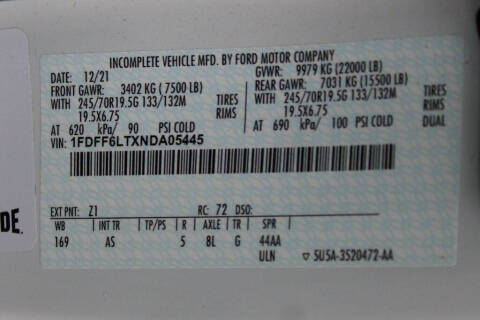 INCOMPLETE VEHICLE MFD. BY FORD MOTOR COMPANY
DATE: 12/21 GVWR: 9979 KG (22000 LB)
FRONT GAWR: 3402 KG (7500 LB) REAR GAWR: 7031 KG (15500 LB)
WITH 245/70R19.5G 133/132M TIRES WITH 245/70R19.5G 133/132M TIRES
19.5X6.75 RIMS 19.5X6.75 RIMS
AT 620 kPa/ 90 PSI COLD AT 690 kPa/ 100 PSI COLD DUAL
VIN: 1FDFF6LTXNDA05445
EXT PNT: Z1 RC: 72 DSO:
WB INT TR TP/PS R AXLE TR SPR
169 AS 5 8L G 44AA
ULN ▽ 5U5A-3520472-AA
DE.